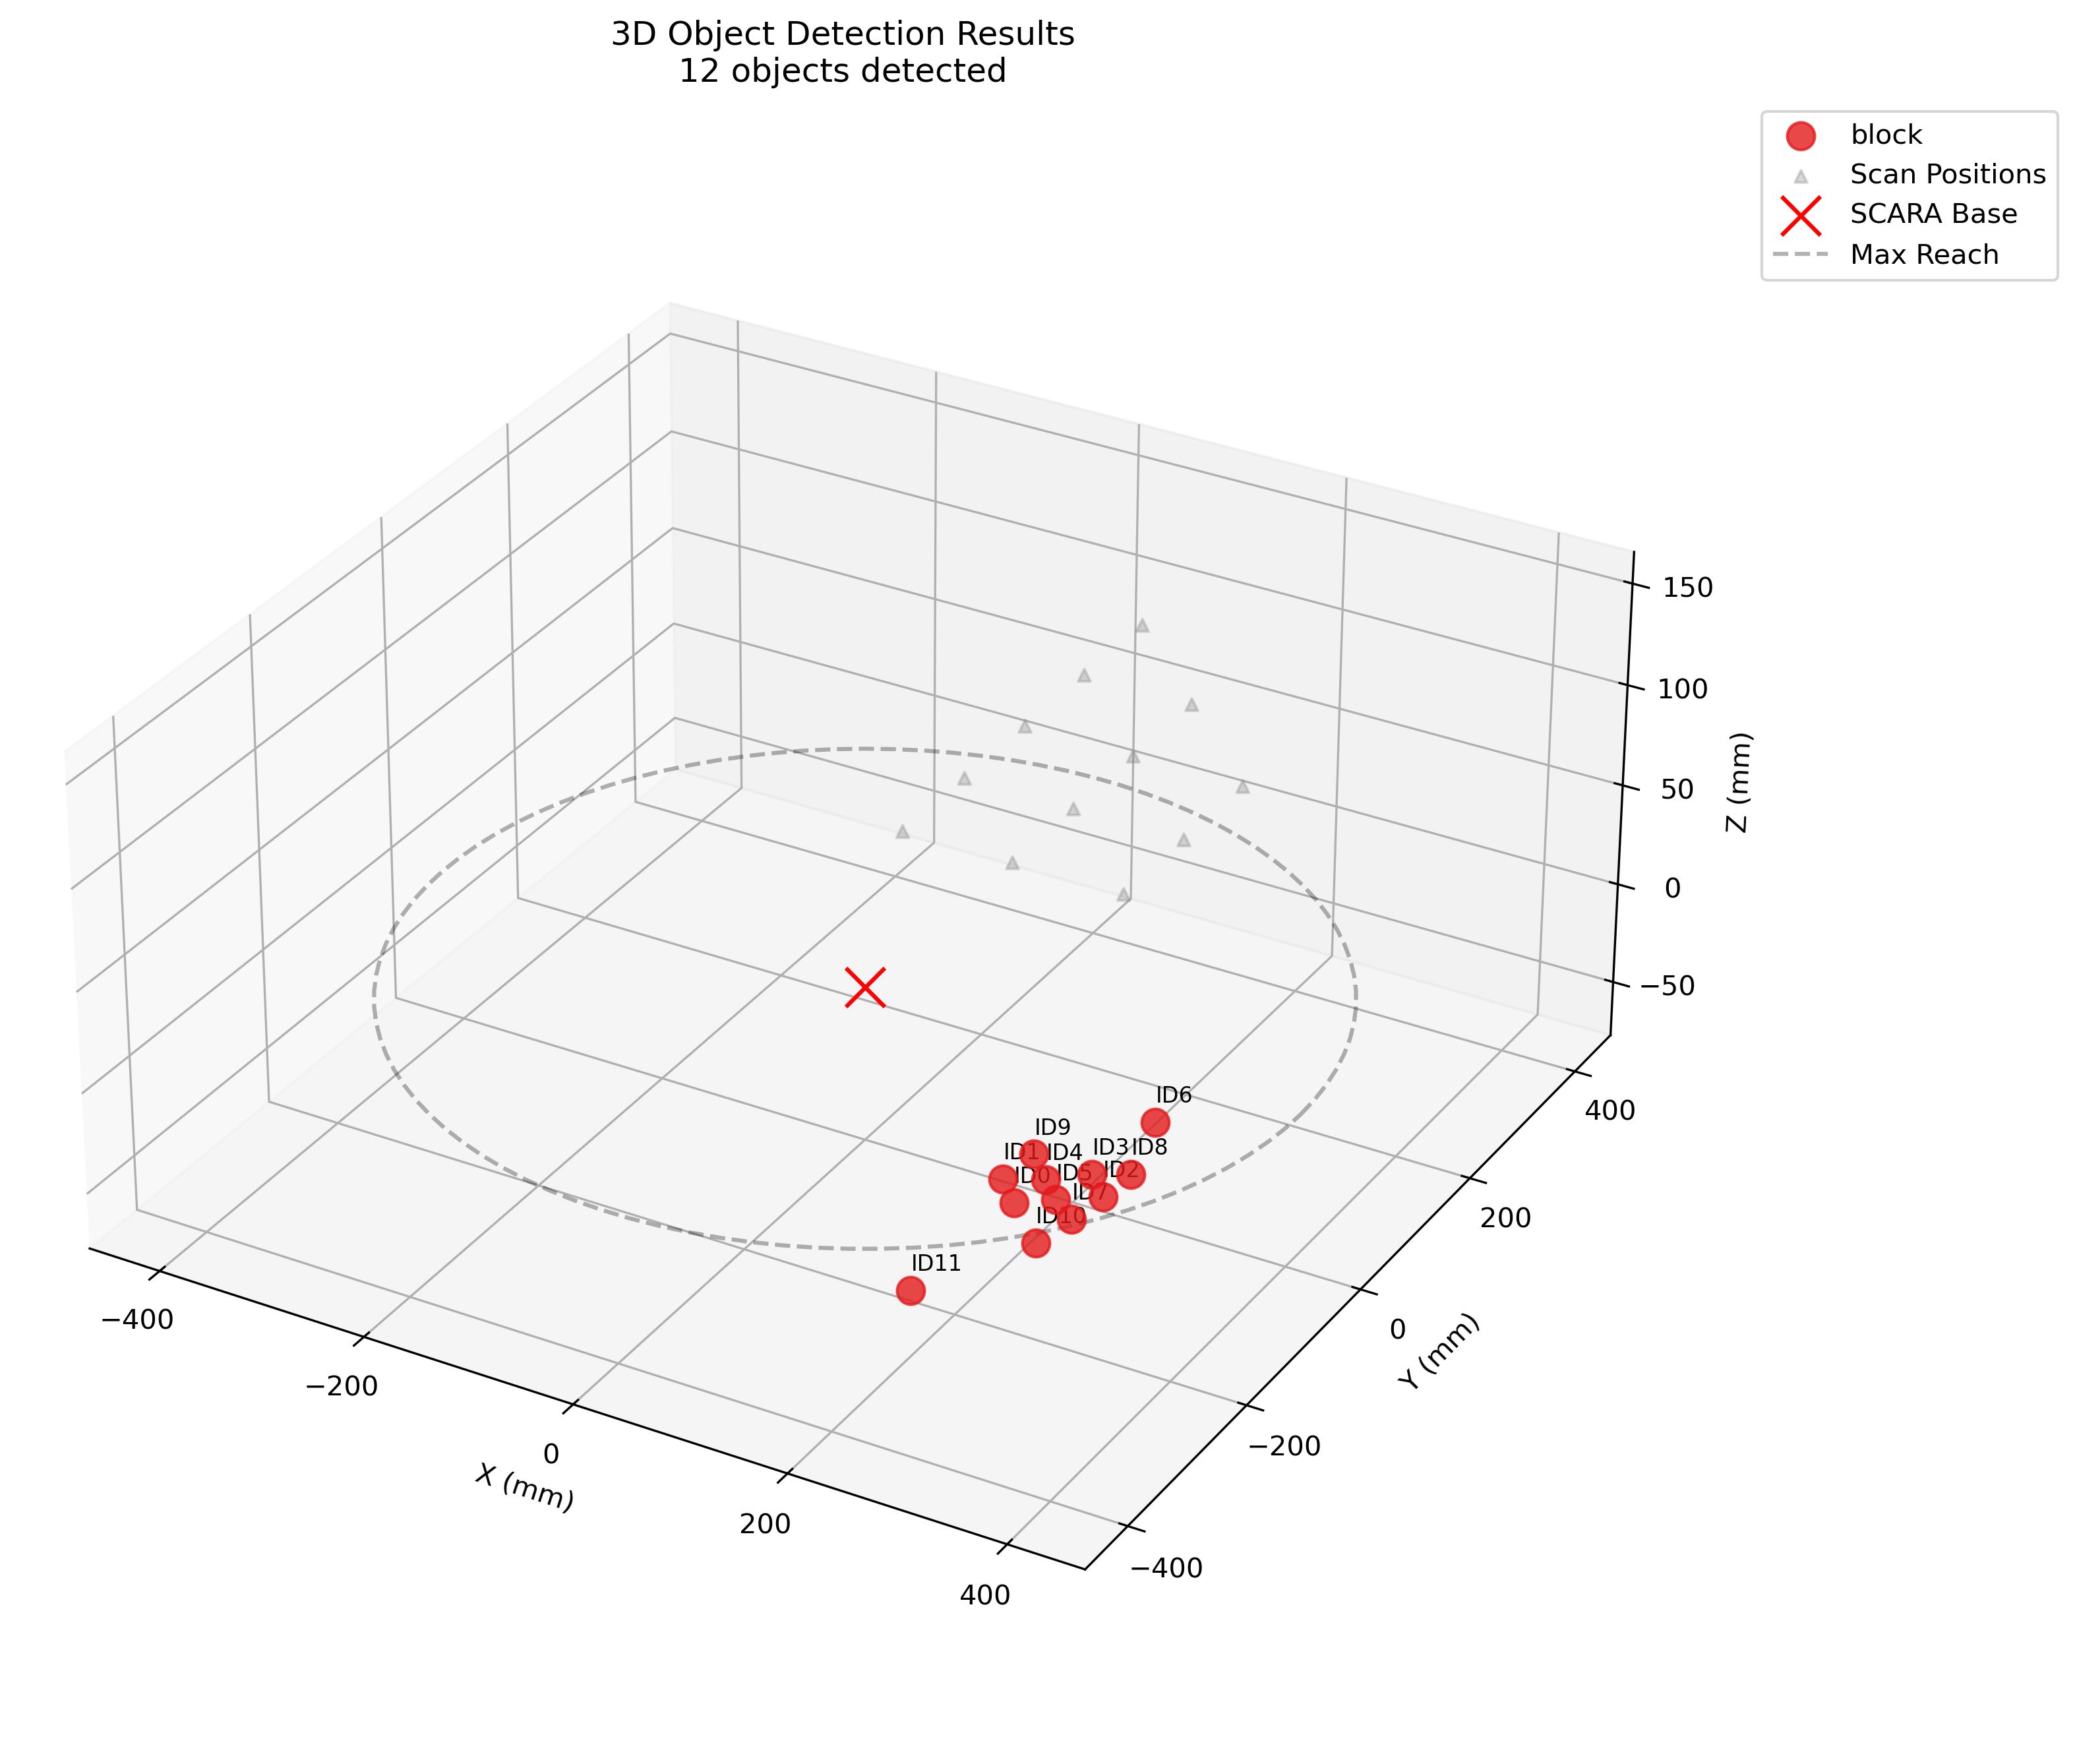 3D Object Detection Results
12 objects detected
block
Scan Positions
SCARA Base
Max Reach
150
100
50
0
−50
Z (mm)
400
200
0
−200
−400
Y (mm)
−400
−200
0
200
400
X (mm)
ID6
ID9
ID1
ID4
ID3
ID8
ID0
ID5
ID2
ID7
ID10
ID11